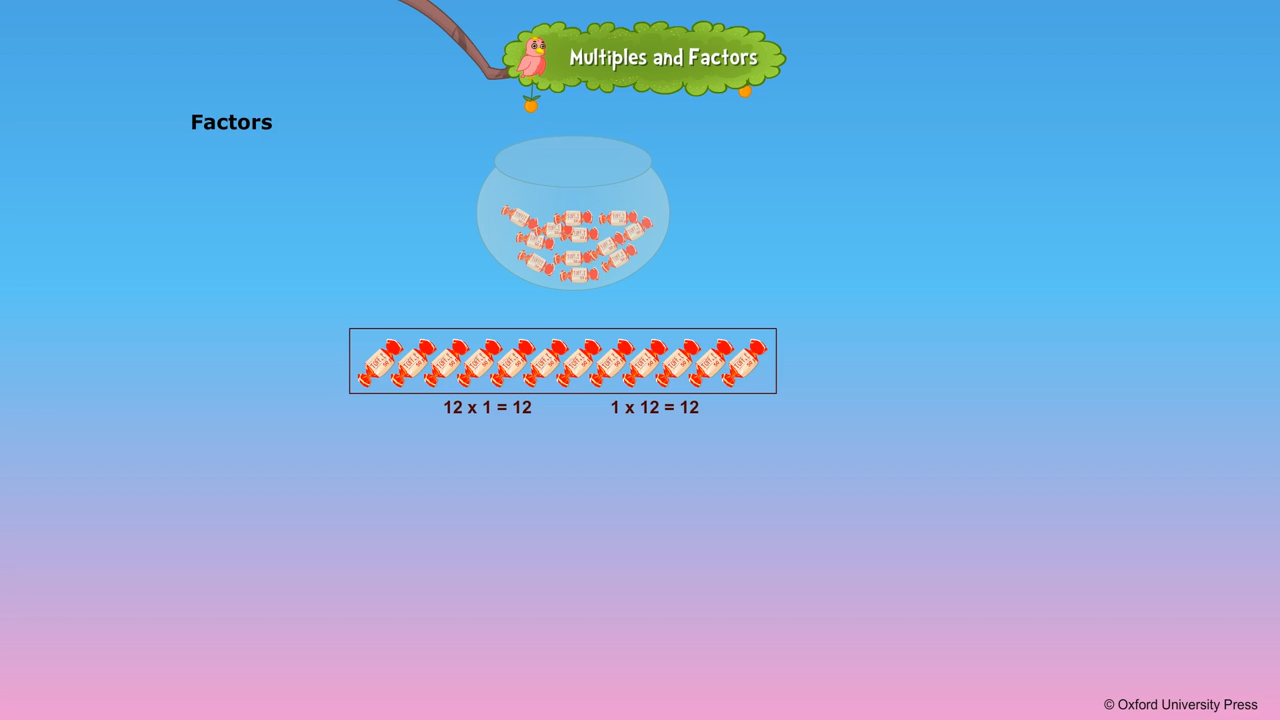 Multiples and Factors
Factors
12 x 1 = 12
1 x 12 = 12
© Oxford University Press